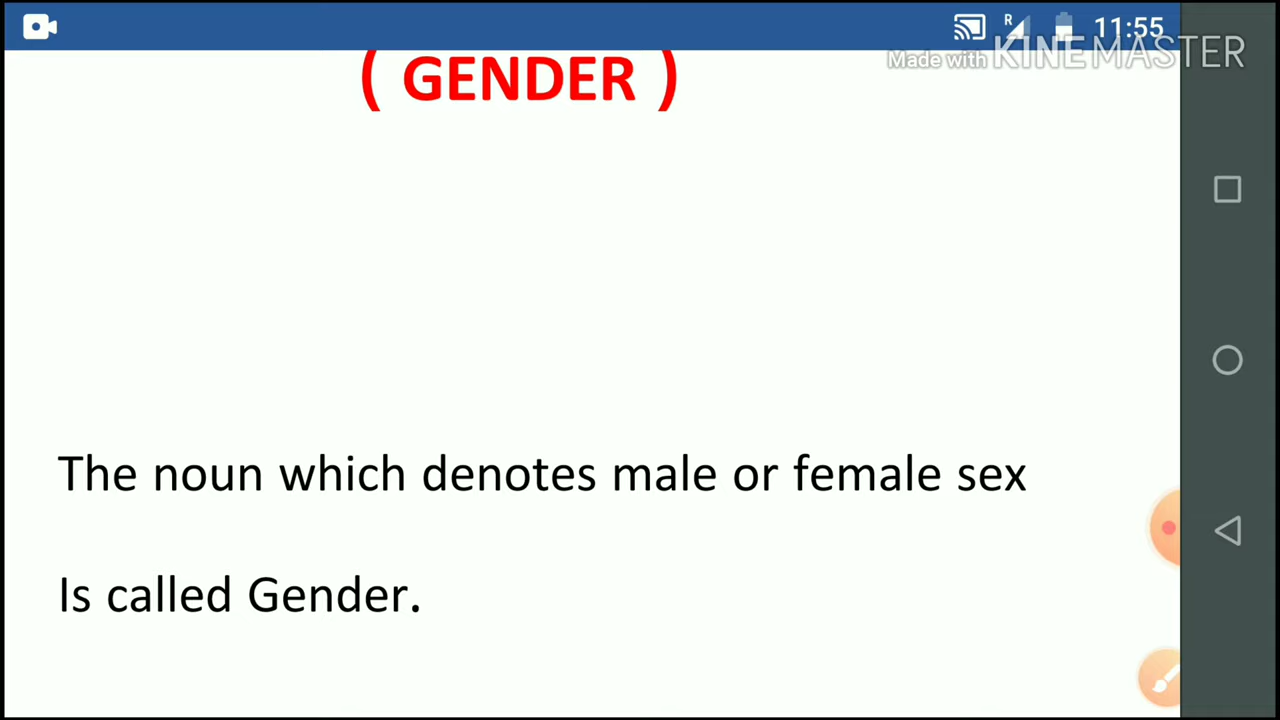 R 11:55
Made with KINEMASTER
( GENDER )
The noun which denotes male or female sex
Is called Gender.